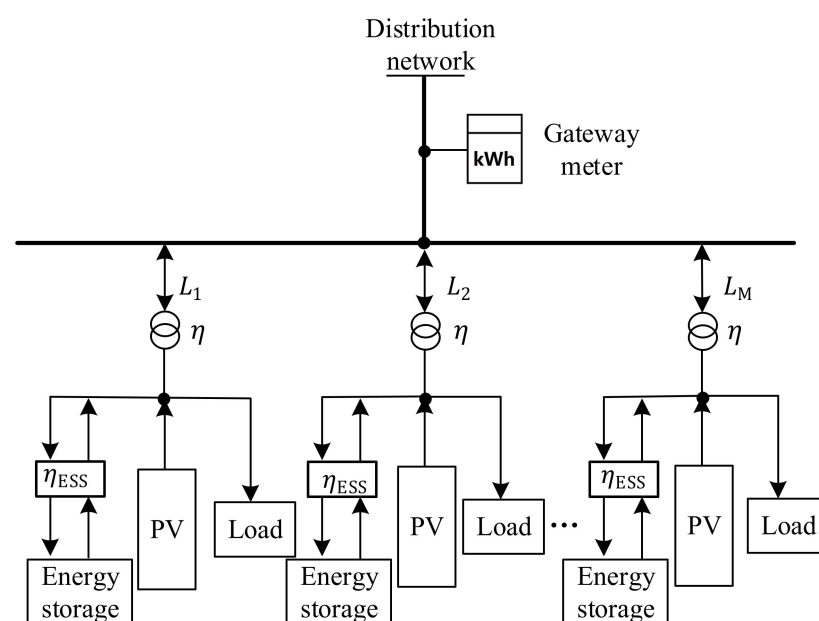 Distribution
network
Gateway
meter
kWh
L1
L2
LM
η
η
η
ηESS
ηESS
ηESS
PV
Load
PV
Load
...
PV
Load
Energy
storage
Energy
storage
Energy
storage